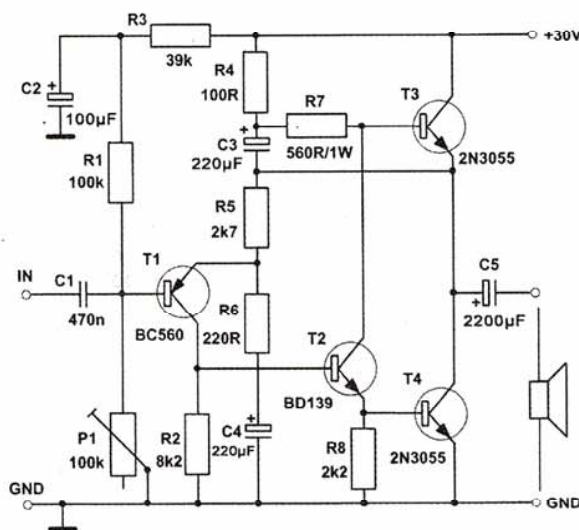 R3
39k
+30V
R4
100R
R7
560R/1W
T3
2N3055
C2
+
100µF
C3
+
220µF
R1
100k
R5
2k7
T1
BC560
IN
C1
470n
R6
220R
C5
+
2200µF
T2
BD139
T4
2N3055
P1
100k
R2
8k2
C4
+
220µF
R8
2k2
GND
GND